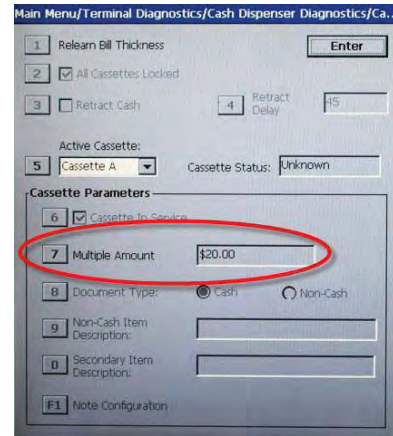 Main Menu/Terminal Diagnostics/Cash Dispenser Diagnostics/Ca..
1 Relearn Bill Thickness Enter
2 All Cassettes Locked
3 Retract Cash 4 Retract Delay 45
Active Cassette:
5 Cassette A Cassette Status: Unknown
Cassette Parameters
6 Cassette In Service
7 Multiple Amount $20.00
8 Document Type: Cash Non-Cash
9 Non-Cash Item
Description:
0 Secondary Item
Description:
F1 Note Configuration